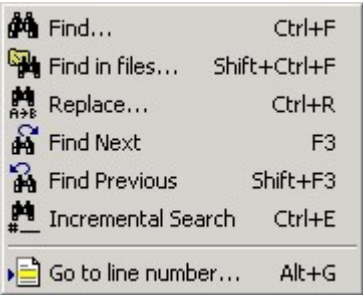 Find... Ctrl+F
Find in files... Shift+Ctrl+F
A→B Replace... Ctrl+R
Find Next F3
Find Previous Shift+F3
#__ Incremental Search Ctrl+E
Go to line number... Alt+G